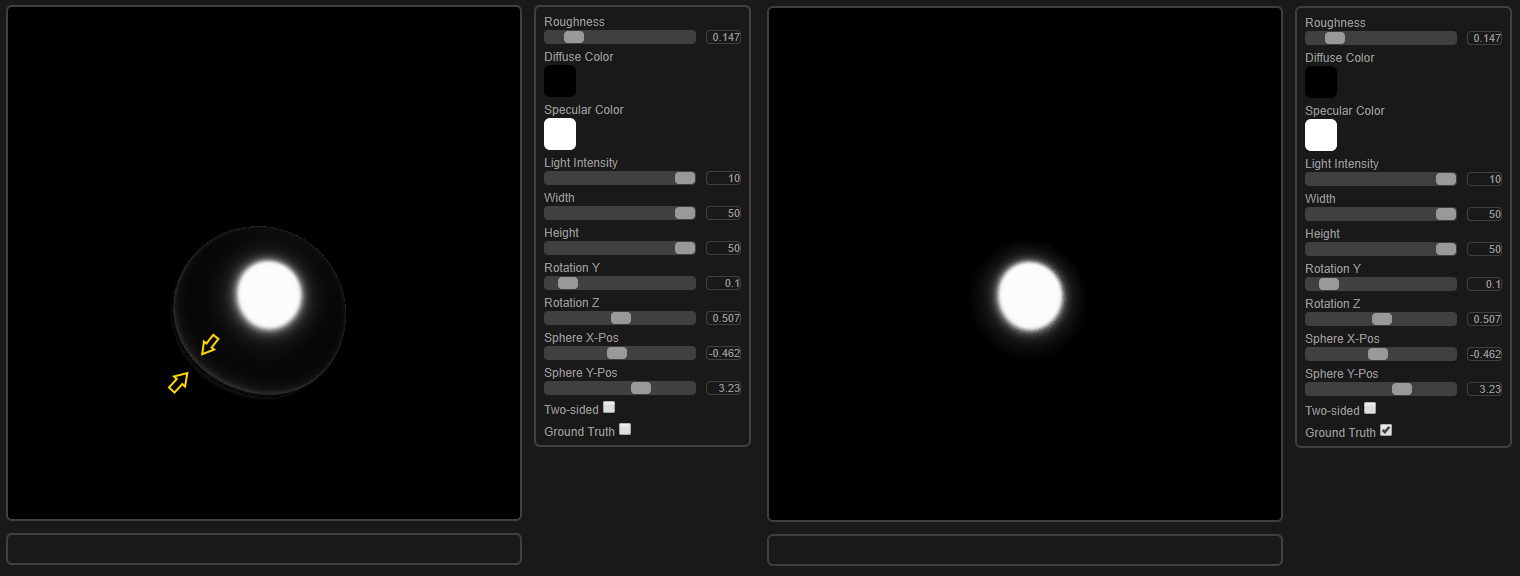 Roughness
0.147
Diffuse Color
Specular Color
Light Intensity
10
Width
50
Height
50
Rotation Y
0.1
Rotation Z
0.507
Sphere X-Pos
-0.462
Sphere Y-Pos
3.23
Two-sided
Ground Truth
Roughness
0.147
Diffuse Color
Specular Color
Light Intensity
10
Width
50
Height
50
Rotation Y
0.1
Rotation Z
0.507
Sphere X-Pos
-0.462
Sphere Y-Pos
3.23
Two-sided
Ground Truth